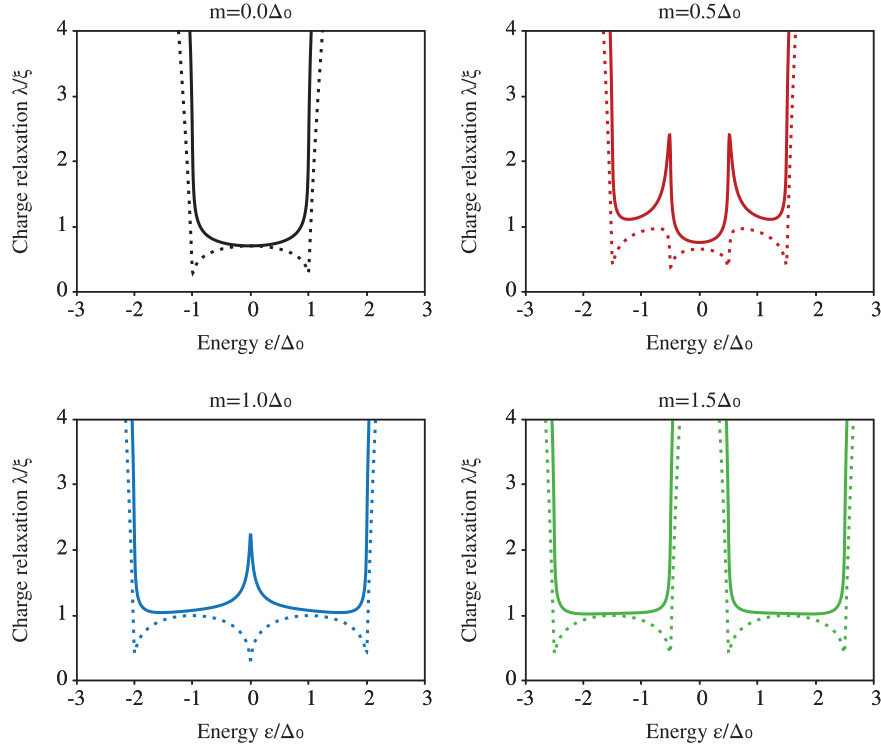 m=0.0Δ₀
m=0.5Δ₀
Charge relaxation λ/ξ
4
3
2
1
0
-3 -2 -1 0 1 2 3
Energy ε/Δ₀
Charge relaxation λ/ξ
4
3
2
1
0
-3 -2 -1 0 1 2 3
Energy ε/Δ₀
m=1.0Δ₀
m=1.5Δ₀
Charge relaxation λ/ξ
4
3
2
1
0
-3 -2 -1 0 1 2 3
Energy ε/Δ₀
Charge relaxation λ/ξ
4
3
2
1
0
-3 -2 -1 0 1 2 3
Energy ε/Δ₀